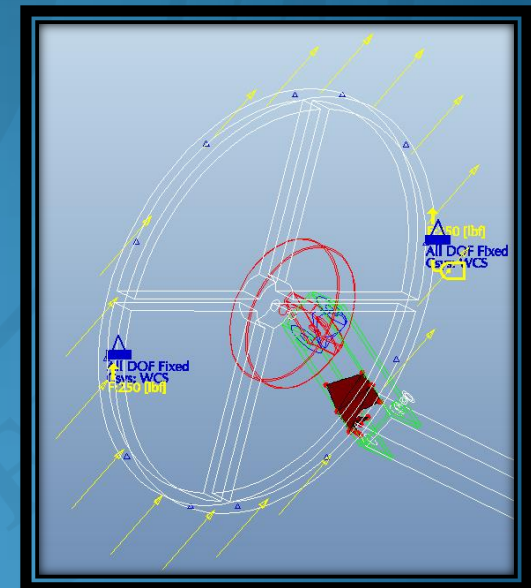 F:250 [lbf]
All DOF Fixed
Csys: WCS
All DOF Fixed
Csys: WCS
F:250 [lbf]